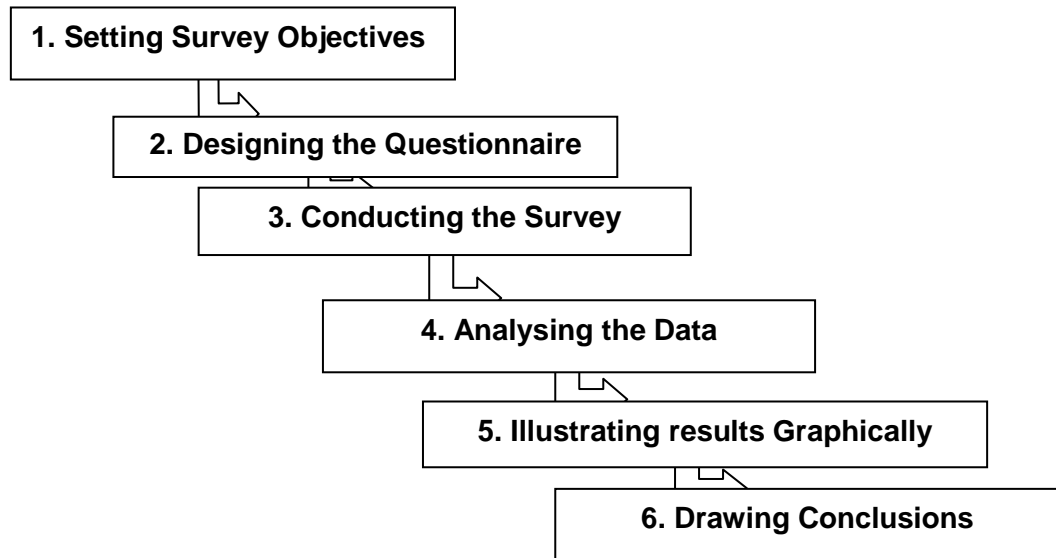 1. Setting Survey Objectives
2. Designing the Questionnaire
3. Conducting the Survey
4. Analysing the Data
5. Illustrating results Graphically
6. Drawing Conclusions